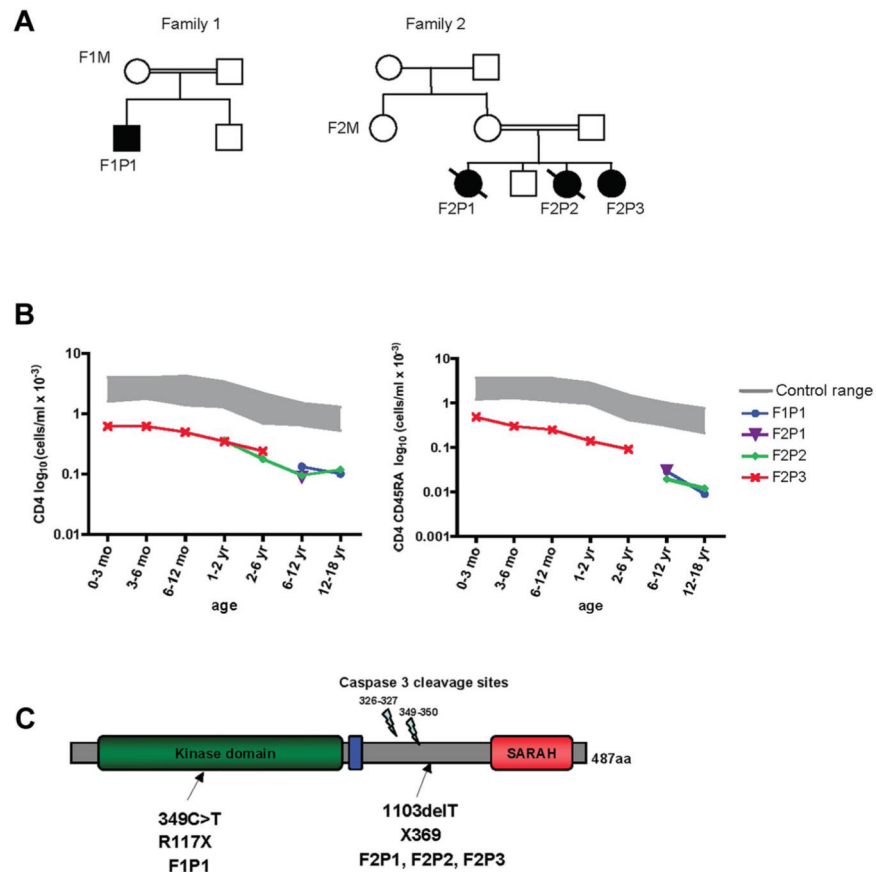 A
Family 1
Family 2
F1M
F2M
F1P1
F2P1
F2P2
F2P3
B
CD4 log10 (cells/ml x 10-3)
10
1
0.1
0.01
0-3 mo
3-6 mo
6-12 mo
1-2 yr
2-6 yr
6-12 yr
12-18 yr
age
CD4 CD45RA log10 (cells/ml x 10-3)
10
1
0.1
0.01
0.001
0-3 mo
3-6 mo
6-12 mo
1-2 yr
2-6 yr
6-12 yr
12-18 yr
age
Control range
F1P1
F2P1
F2P2
F2P3
C
Caspase 3 cleavage sites
326-327
349-350
Kinase domain
SARAH
487aa
349C>T
R117X
F1P1
1103delT
X369
F2P1, F2P2, F2P3